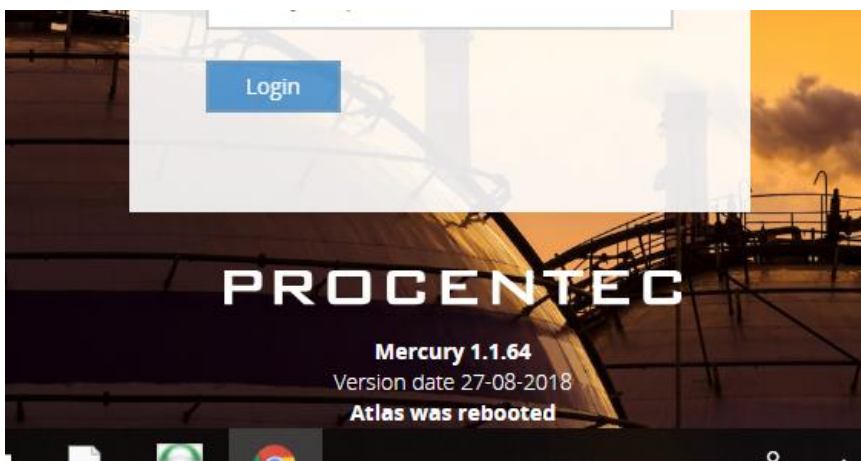 Login
PROCENTEC
Mercury 1.1.64
Version date 27-08-2018
Atlas was rebooted